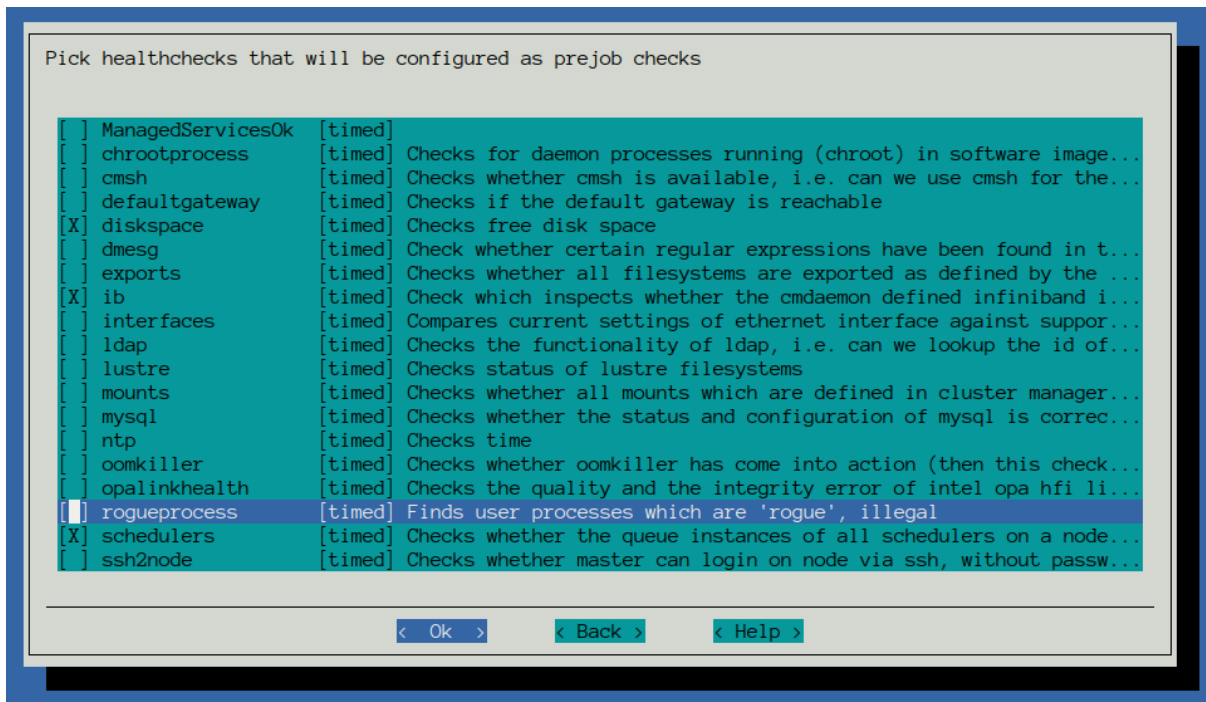 Pick healthchecks that will be configured as prejob checks
[ ] ManagedServicesOk [timed]
[ ] chrootprocess [timed] Checks for daemon processes running (chroot) in software image...
[ ] cmsh [timed] Checks whether cmsh is available, i.e. can we use cmsh for the...
[ ] defaultgateway [timed] Checks if the default gateway is reachable
[X] diskspace [timed] Checks free disk space
[ ] dmesg [timed] Check whether certain regular expressions have been found in t...
[ ] exports [timed] Checks whether all filesystems are exported as defined by the ...
[X] ib [timed] Check which inspects whether the cmdaemon defined infiniband i...
[ ] interfaces [timed] Compares current settings of ethernet interface against suppor...
[ ] ldap [timed] Checks the functionality of ldap, i.e. can we lookup the id of...
[ ] lustre [timed] Checks status of lustre filesystems
[ ] mounts [timed] Checks whether all mounts which are defined in cluster manager...
[ ] mysql [timed] Checks whether the status and configuration of mysql is correc...
[ ] ntp [timed] Checks time
[ ] oomkiller [timed] Checks whether oomkiller has come into action (then this check...
[ ] opalinkhealth [timed] Checks the quality and the integrity error of intel opa hfi li...
[ ] rogueprocess [timed] Finds user processes which are 'rogue', illegal
[X] schedulers [timed] Checks whether the queue instances of all schedulers on a node...
[ ] ssh2node [timed] Checks whether master can login on node via ssh, without passw...
< Ok > < Back > < Help >